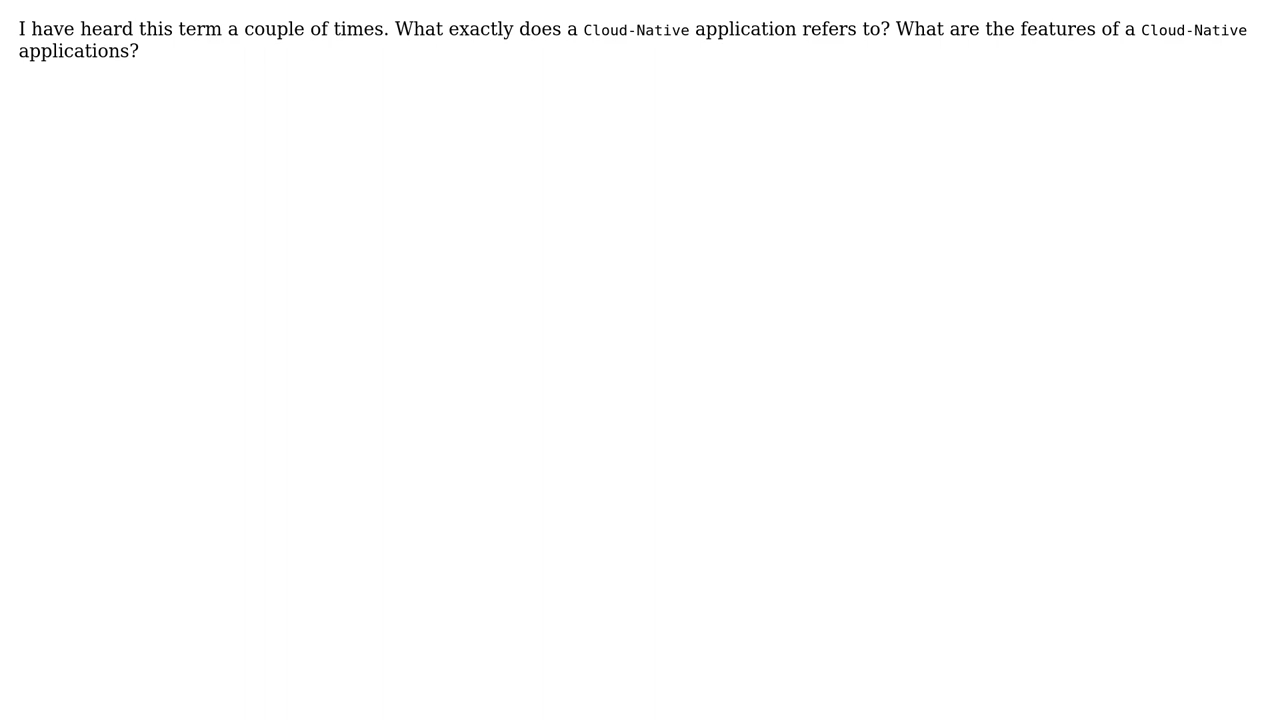 I have heard this term a couple of times. What exactly does a Cloud-Native application refers to? What are the features of a Cloud-Native
applications?